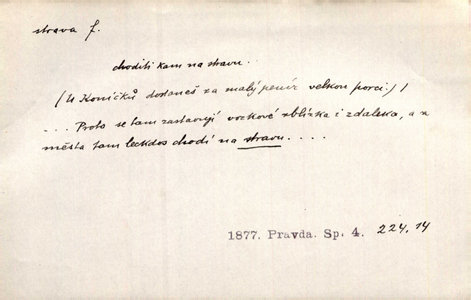 strava f.
choditi kam na stravu.
(U Koníčků dostaneš za malý peníz velkou porci.)
... Proto se tam zastavují vozkové zblízka i zdaleka, a z
města tam leckdos chodí na stravu. ...
1877. Pravda. Sp. 4. 224, 14